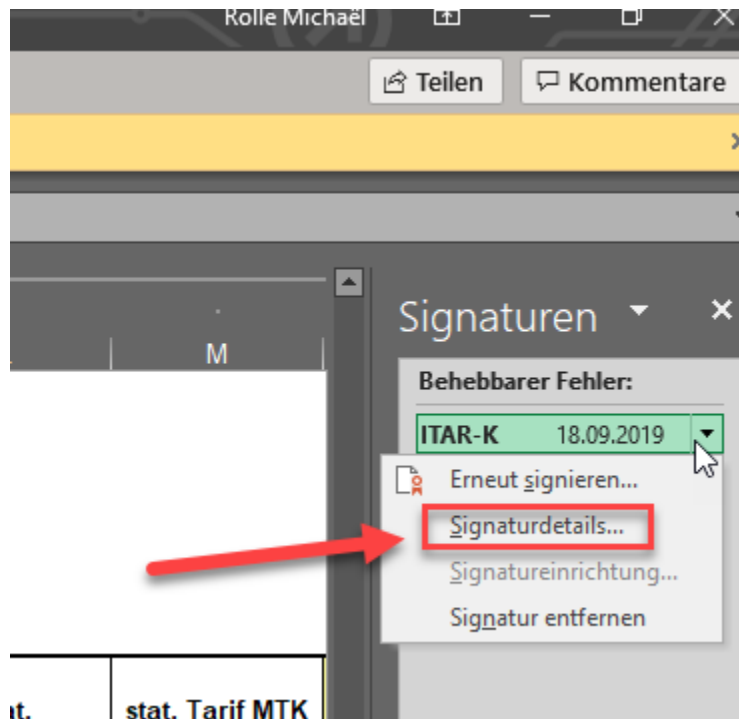 Rolle Michaël
Teilen
Kommentare
Signaturen
M
Behebbarer Fehler:
ITAR-K 18.09.2019
Erneut signieren...
Signaturdetails...
Signatureinrichtung...
Signatur entfernen
stat. Tarif MTK